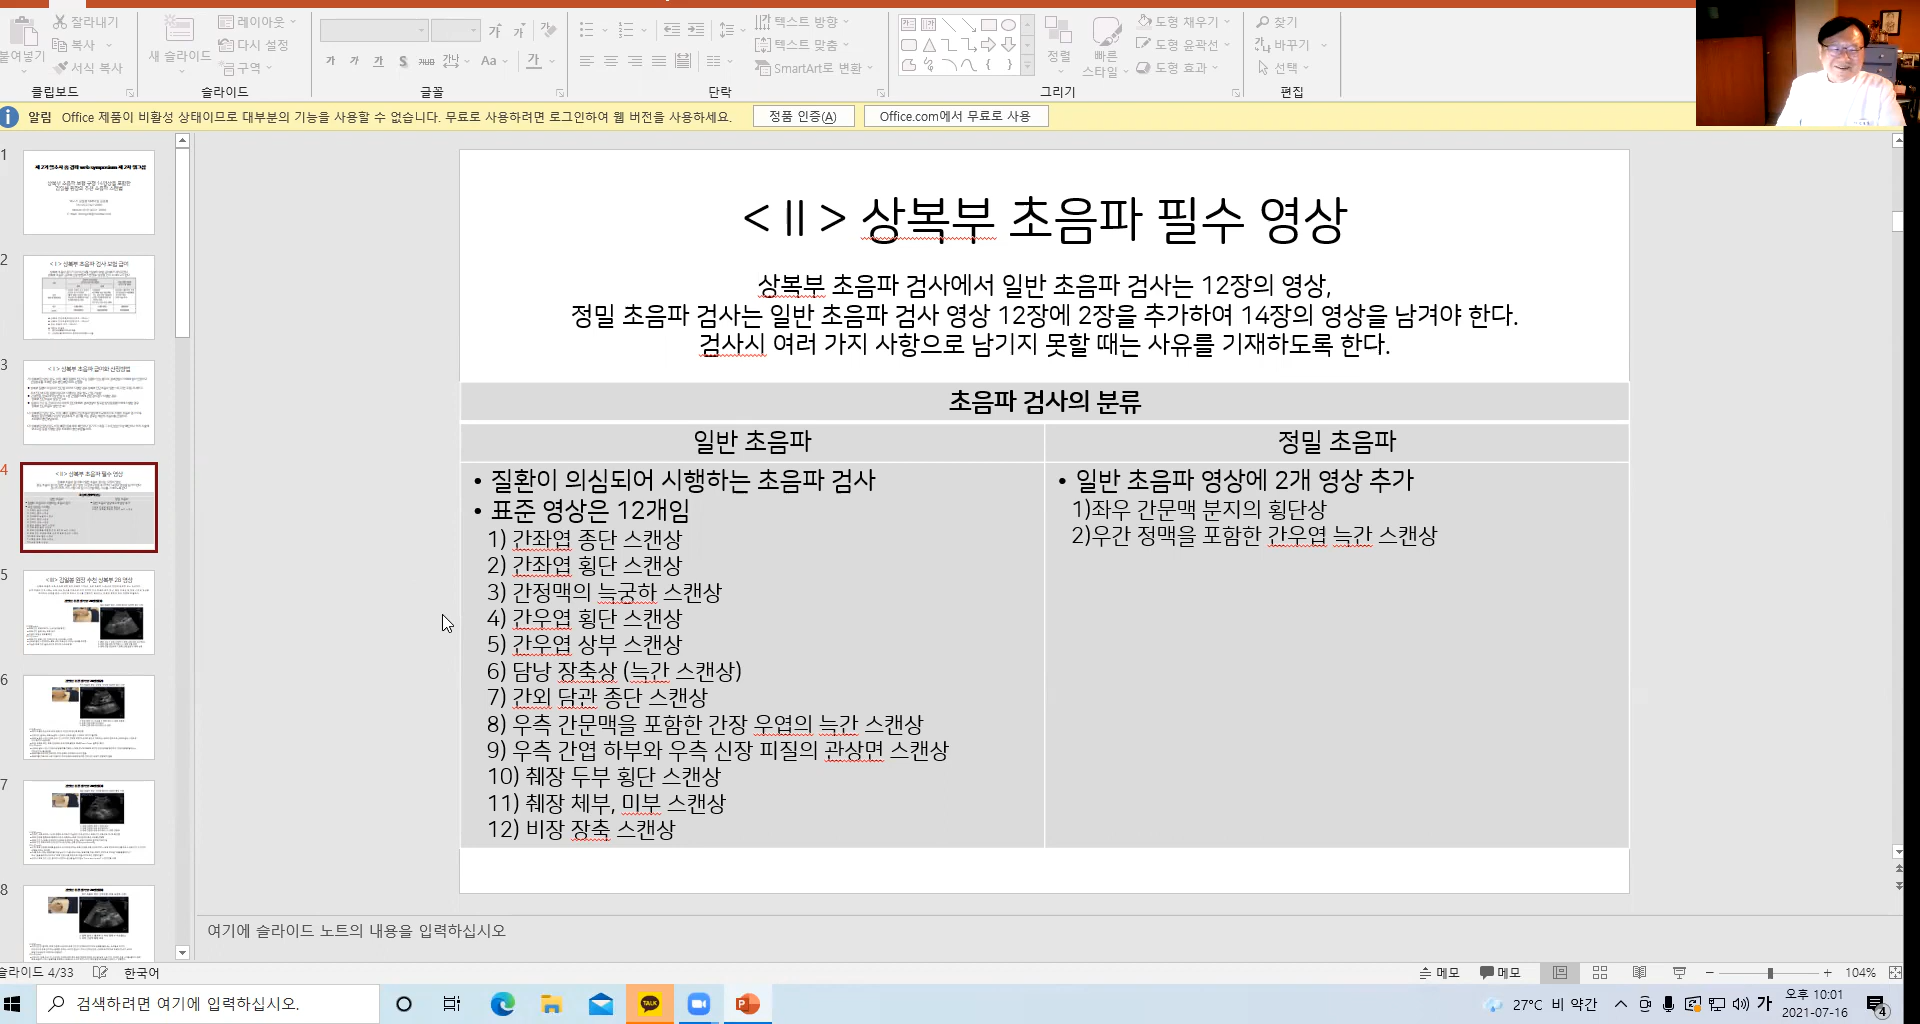 잘라내기
복사
서식 복사
붙여넣기
클립보드
새 슬라이드
레이아웃
다시 설정
구역
슬라이드
가 가 가 S 가나 Aa 가
글꼴
텍스트 방향
텍스트 맞춤
SmartArt로 변환
단락
정렬
빠른
스타일
도형 채우기
도형 윤곽선
도형 효과
그리기
찾기
바꾸기
선택
편집
알림 Office 제품이 비활성 상태이므로 대부분의 기능을 사용할 수 없습니다. 무료로 사용하려면 로그인하여 웹 버전을 사용하세요.
정품 인증(A)
Office.com에서 무료로 사용
1
2
3
4
5
6
7
8
< II > 상복부 초음파 필수 영상
상복부 초음파 검사에서 일반 초음파 검사는 12장의 영상,
정밀 초음파 검사는 일반 초음파 검사 영상 12장에 2장을 추가하여 14장의 영상을 남겨야 한다.
검사시 여러 가지 사항으로 남기지 못할 때는 사유를 기재하도록 한다.
초음파 검사의 분류
일반 초음파
• 질환이 의심되어 시행하는 초음파 검사
• 표준 영상은 12개임
1) 간좌엽 종단 스캔상
2) 간좌엽 횡단 스캔상
3) 간정맥의 늑궁하 스캔상
4) 간우엽 횡단 스캔상
5) 간우엽 상부 스캔상
6) 담낭 장축상 (늑간 스캔상)
7) 간외 담관 종단 스캔상
8) 우측 간문맥을 포함한 간장 우엽의 늑간 스캔상
9) 우측 간엽 하부와 우측 신장 피질의 관상면 스캔상
10) 췌장 두부 횡단 스캔상
11) 췌장 체부, 미부 스캔상
12) 비장 장축 스캔상
정밀 초음파
• 일반 초음파 영상에 2개 영상 추가
1)좌우 간문맥 분지의 횡단상
2)우간 정맥을 포함한 간우엽 늑간 스캔상
여기에 슬라이드 노트의 내용을 입력하십시오
슬라이드 4/33 한국어
메모 메모
104%
검색하려면 여기에 입력하십시오.
TALK
27°C 비 약간
가
오후 10:01
2021-07-16
4